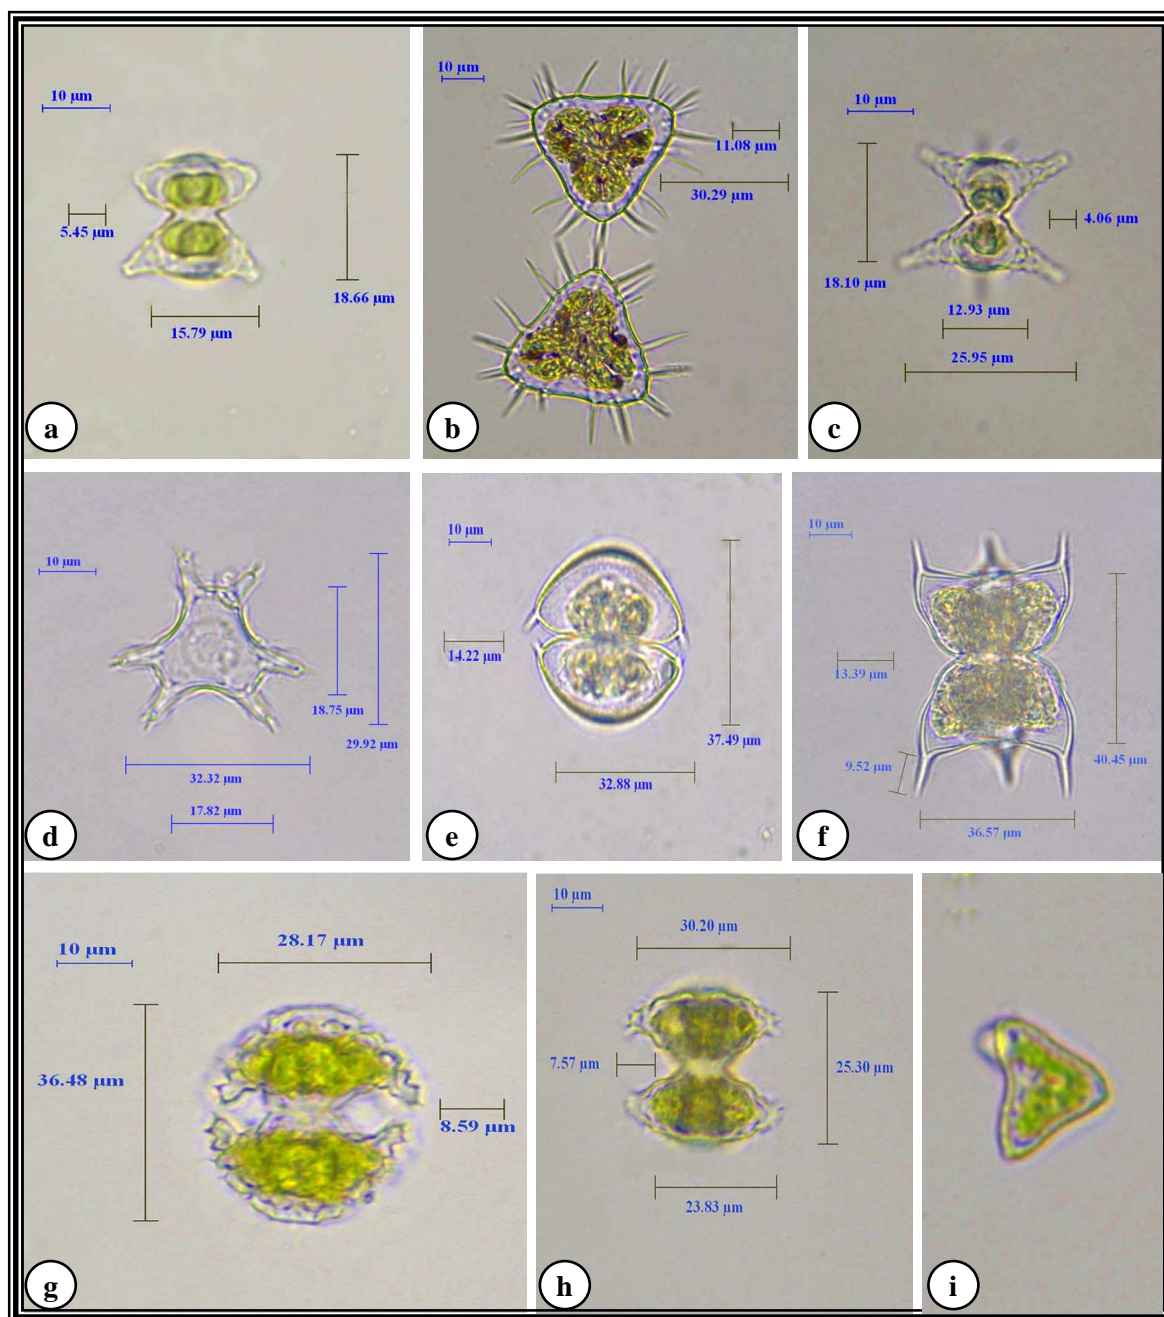 10 µm
5.45 µm
18.66 µm
15.79 µm
a
10 µm
11.08 µm
30.29 µm
b
10 µm
4.06 µm
18.10 µm
12.93 µm
25.95 µm
c
10 µm
18.75 µm
29.92 µm
32.32 µm
17.82 µm
d
10 µm
14.22 µm
37.49 µm
32.88 µm
e
10 µm
13.39 µm
9.52 µm
40.45 µm
36.57 µm
f
10 µm
28.17 µm
36.48 µm
8.59 µm
g
10 µm
30.20 µm
7.57 µm
25.30 µm
23.83 µm
h
i